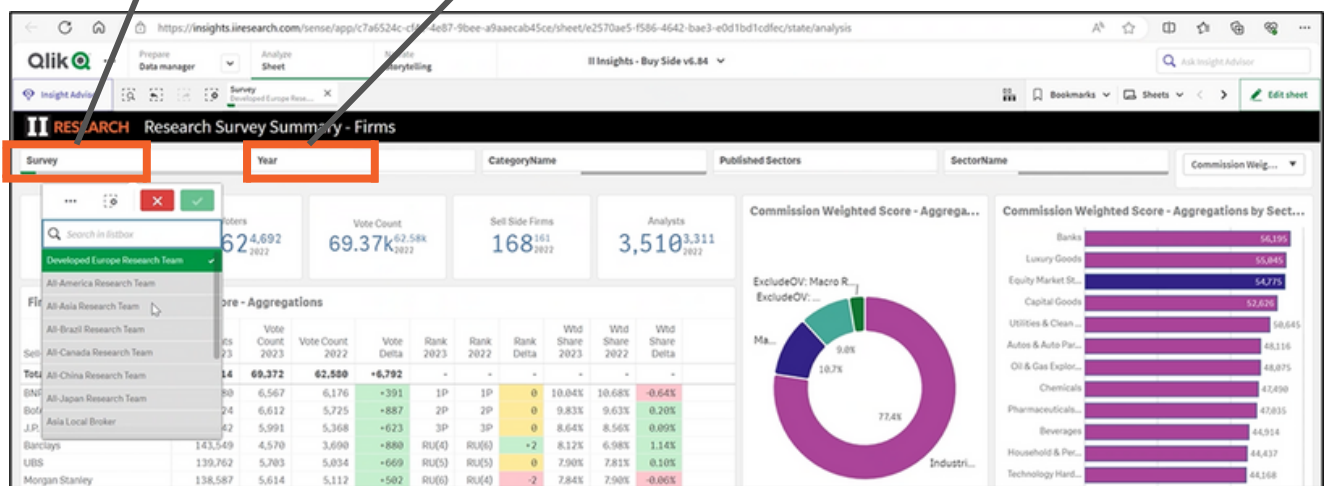 https://insights.iiresearch.com/sense/app/c7a6524c-cf4f-4e87-9bee-a9aaecab45ce/sheet/e2570ae5-f586-4642-bae3-e0d1bd1cdfec/state/analysis
Qlik
Prepare
Data manager
Analyze
Sheet
II Insights - Buy Side v6.84
Ask Insight Advisor
Insight Advisor
Survey
Developed Europe Rese...
Bookmarks
Sheets
Edit sheet
II RESEARCH Research Survey Summary - Firms
Survey Year CategoryName Published Sectors SectorName
Commission Weig...
Search in listbox
Developed Europe Research Team
All-America Research Team
All-Asia Research Team
All-Brazil Research Team
All-Canada Research Team
All-China Research Team
All-Japan Research Team
Asia Local Broker
Voters
62 4,692
2022
Vote Count
69.37k 62.58k
2022
Sell Side Firms
168 161
2022
Analysts
3,510 3,311
2022
- Aggregations
Vote Count 2023 Vote Count 2022 Vote Delta Rank 2023 Rank 2022 Rank Delta Wtd Share 2023 Wtd Share 2022 Wtd Share Delta
69,372 62,580 +6,792 - - - - - -
6,567 6,176 +391 1P 1P 0 10.04% 10.68% -0.64%
6,612 5,725 +887 2P 2P 0 9.83% 9.63% 0.20%
J.P. 5,991 5,368 +623 3P 3P 0 8.64% 8.56% 0.09%
Barclays 143,549 4,570 3,690 +880 RU(4) RU(6) +2 8.12% 6.98% 1.14%
UBS 139,762 5,703 5,034 +669 RU(5) RU(5) 0 7.90% 7.81% 0.10%
Morgan Stanley 138,587 5,614 5,112 +502 RU(6) RU(4) -2 7.84% 7.90% -0.06%
Commission Weighted Score - Aggrega...
ExcludeOV: Macro R...
ExcludeOV: ...
Ma...
9.0%
10.7%
77.4%
Industri...
Commission Weighted Score - Aggregations by Sect...
Banks 56,195
Luxury Goods 55,045
Equity Market St... 54,775
Capital Goods 52,626
Utilities & Clean... 50,645
Autos & Auto Par... 48,116
Oil & Gas Explor... 48,075
Chemicals 47,490
Pharmaceuticals... 47,035
Beverages 44,914
Household & Per... 44,437
Technology Hard... 44,168